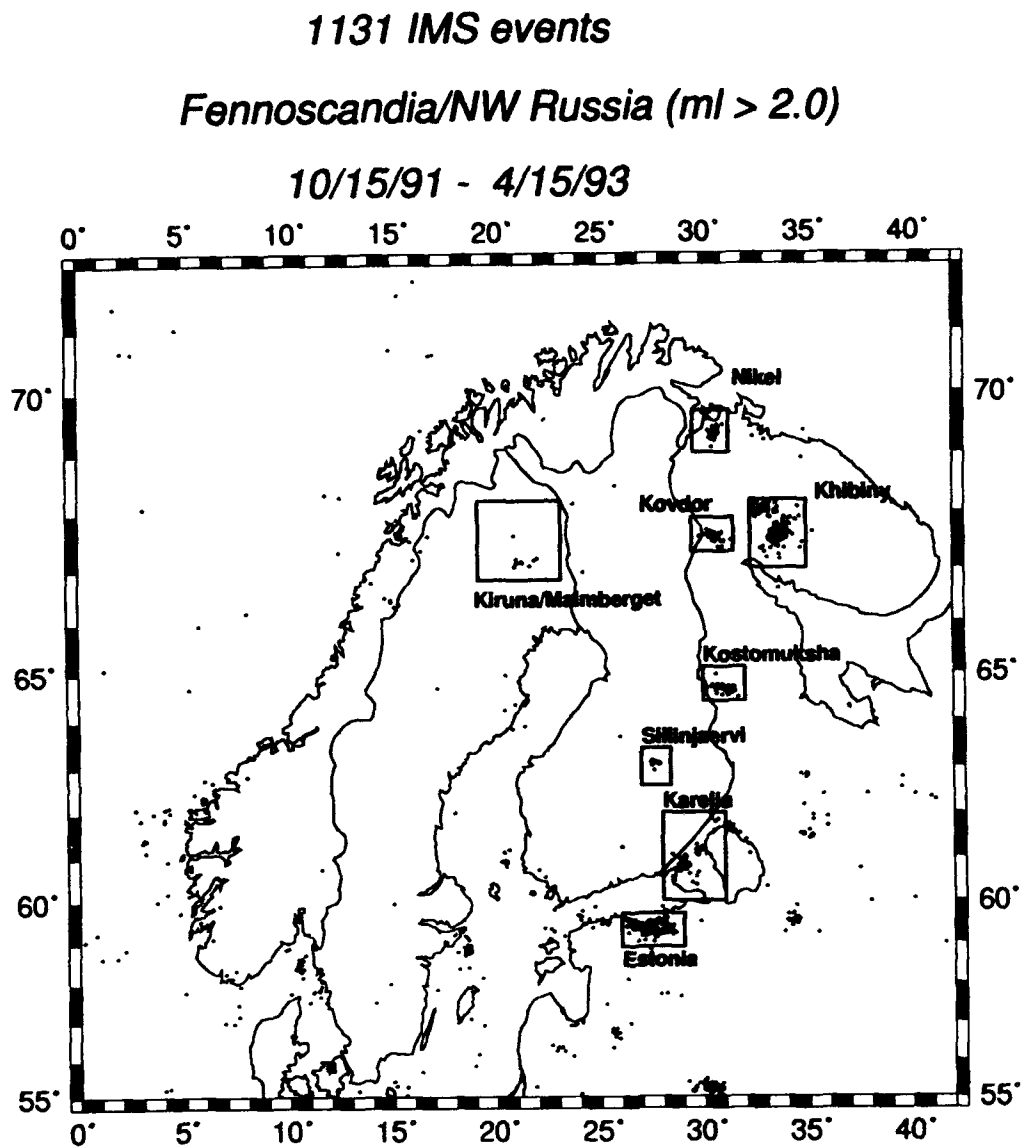 1131 IMS events
Fennoscandia/NW Russia (ml > 2.0)
10/15/91 - 4/15/93
0° 5° 10° 15° 20° 25° 30° 35° 40°
70° 70°
Nikel
Kovdor Khibiny
Kiruna/Malmberget
65° 65°
Kostomuksha
Siilinjaervi
Karelia
60° 60°
Estonia
55° 55°
0° 5° 10° 15° 20° 25° 30° 35° 40°